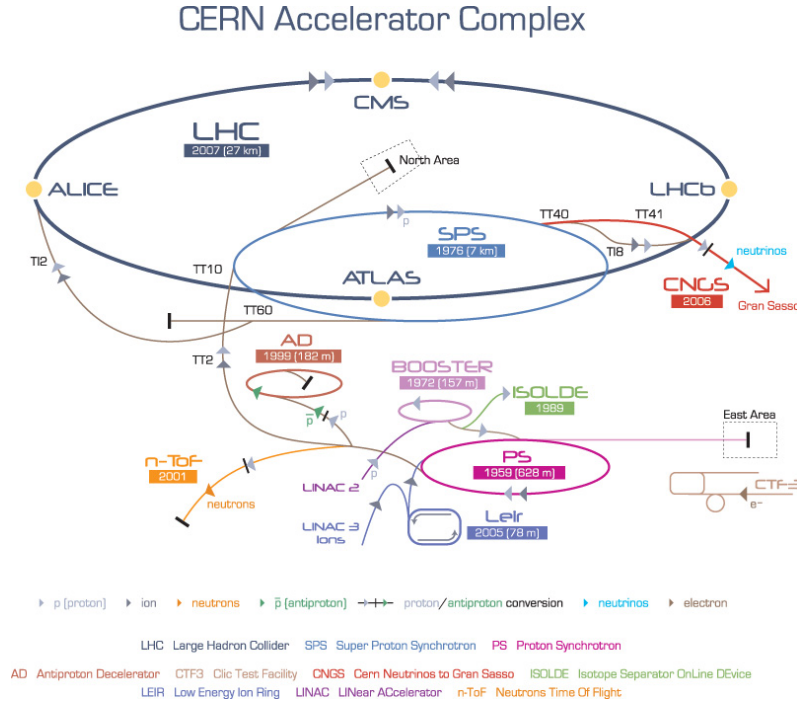 CERN Accelerator Complex
CMS
LHC
2007 (27 km)
North Area
ALICE
LHCb
p
TT40
TT41
SPS
1976 (7 km)
TI8
neutrinos
TI2
TT10
ATLAS
CNGS
2006
Gran Sasso
TT60
AD
1999 (182 m)
TT2
BOOSTER
1972 (157 m)
ISOLDE
1989
p̅
p
East Area
n-ToF
2001
p
PS
1959 (628 m)
neutrons
LINAC 2
CTF-3
e-
LINAC 3
Ions
LeIr
2005 (78 m)
p (proton) ion neutrons p̅ (antiproton) proton/antiproton conversion neutrinos electron
LHC Large Hadron Collider SPS Super Proton Synchrotron PS Proton Synchrotron
AD Antiproton Decelerator CTF3 Clic Test Facility CNGS Cern Neutrinos to Gran Sasso ISOLDE Isotope Separator OnLine DEvice
LEIR Low Energy Ion Ring LINAC LINear ACcelerator n-ToF Neutrons Time Of Flight